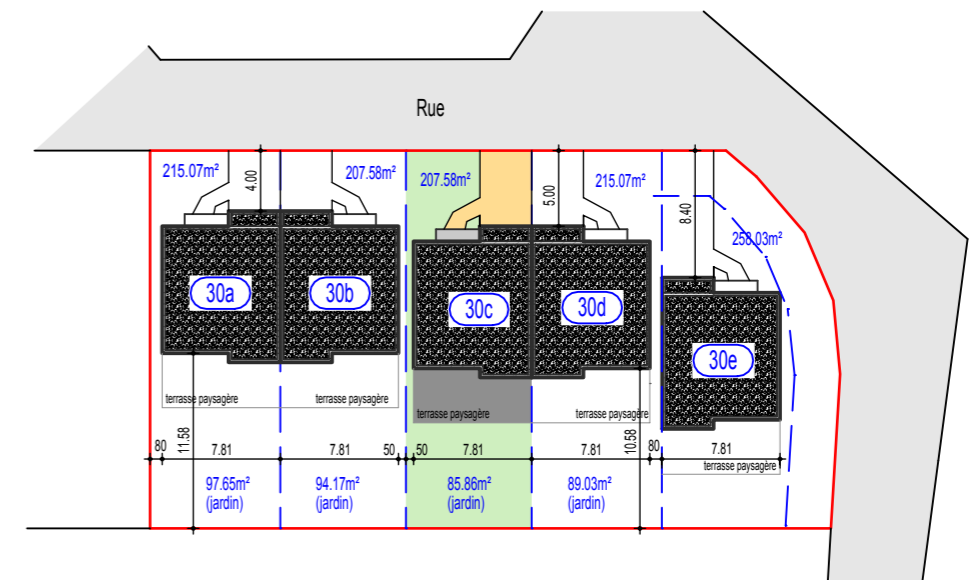 Rue
215.07m²
4.00
207.58m²
207.58m²
5.00
215.07m²
8.40
258.03m²
30a
30b
30c
30d
30e
terrasse paysagère
terrasse paysagère
terrasse paysagère
terrasse paysagère
terrasse paysagère
80
11.58
7.81
7.81
50
50
7.81
7.81
10.58
80
7.81
97.65m²
(jardin)
94.17m²
(jardin)
85.86m²
(jardin)
89.03m²
(jardin)